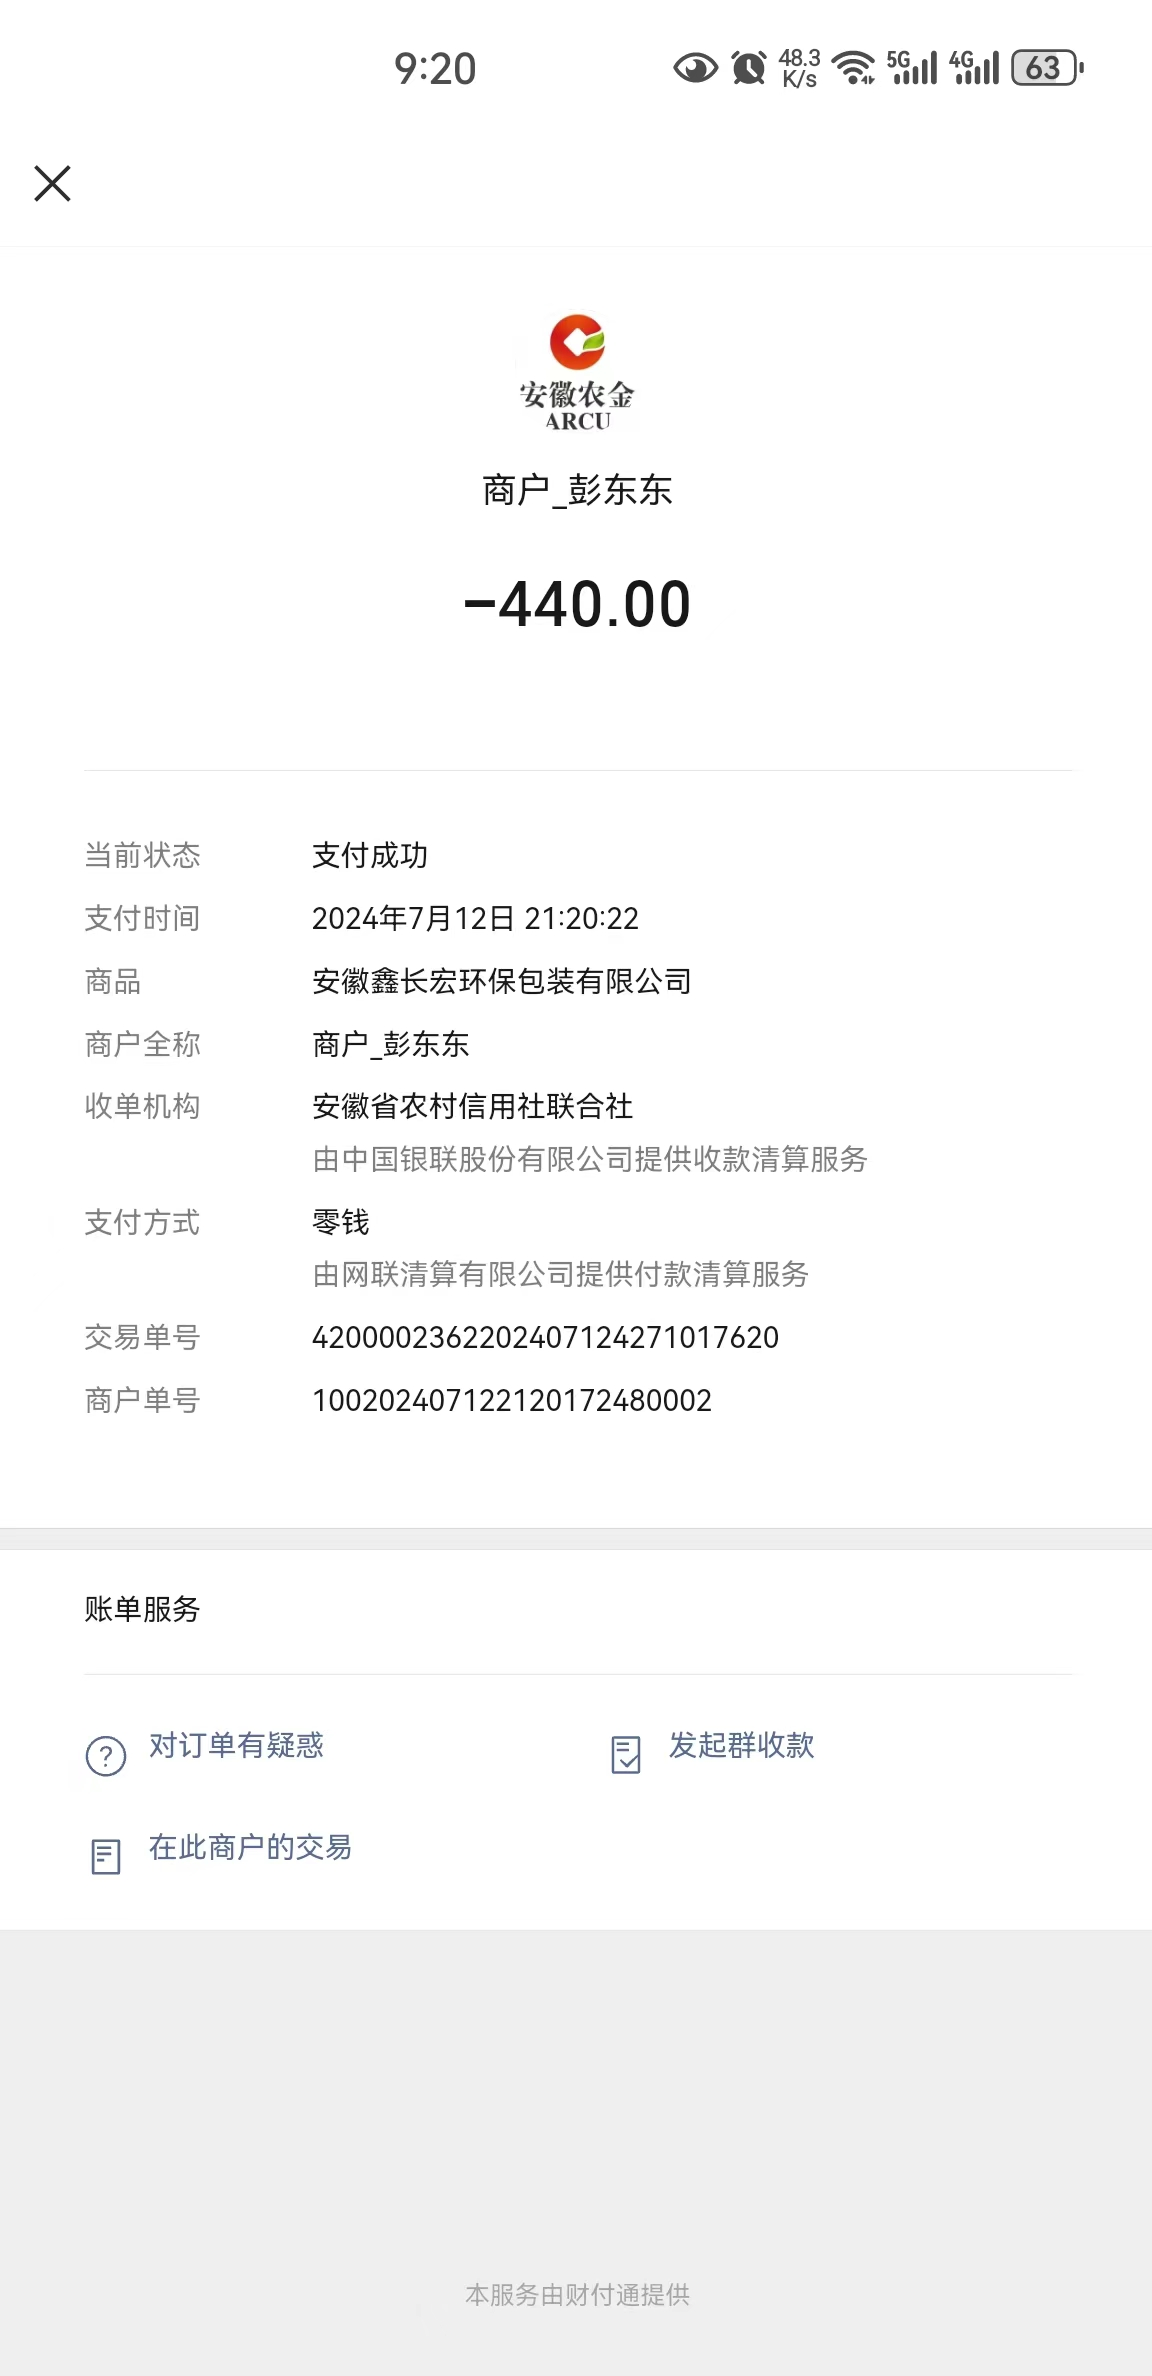 9:20
48.3 K/s 5G 4G 63
安徽农金
ARCU
商户_彭东东
-440.00
当前状态 支付成功
支付时间 2024年7月12日 21:20:22
商品 安徽鑫长宏环保包装有限公司
商户全称 商户_彭东东
收单机构 安徽省农村信用社联合社
由中国银联股份有限公司提供收款清算服务
支付方式 零钱
由网联清算有限公司提供付款清算服务
交易单号 4200002362202407124271017620
商户单号 100202407122120172480002
账单服务
对订单有疑惑 发起群收款
在此商户的交易
本服务由财付通提供